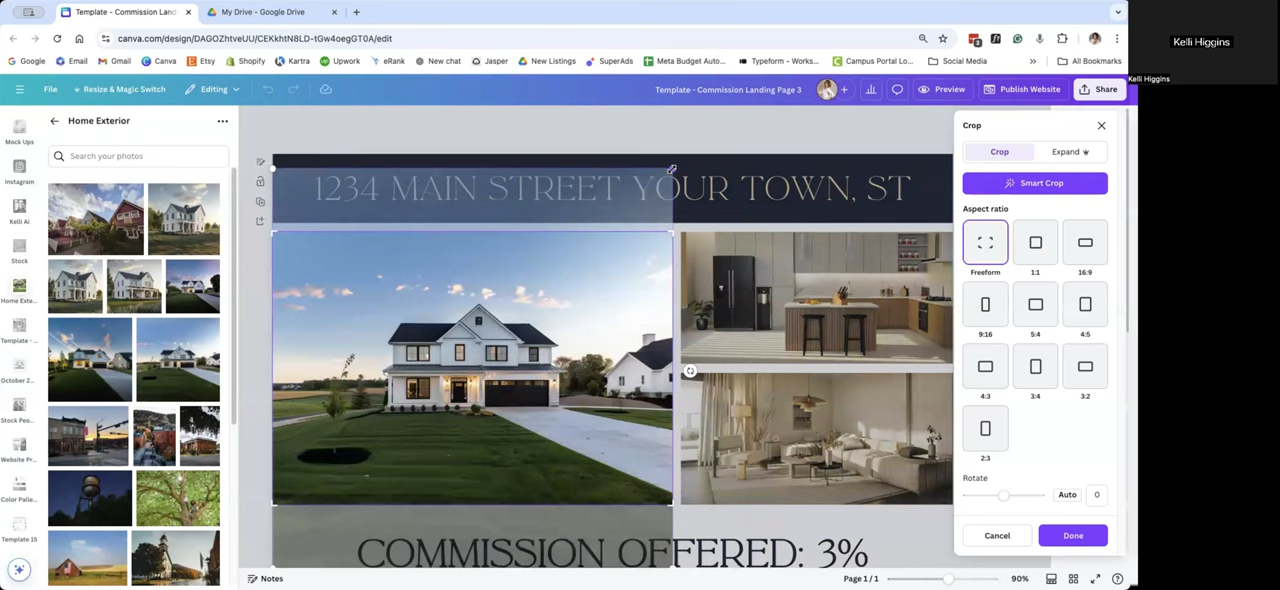 Template - Commission Land
My Drive - Google Drive
canva.com/design/DAGOZhtveUU/CEKkhtN8LD-tGw4oegGT0A/edit
Google
Email
Gmail
Canva
Etsy
Shopify
Kartra
Upwork
eRank
New chat
Jasper
New Listings
SuperAds
Meta Budget Auto...
Typeform - Works...
Campus Portal Lo...
Social Media
All Bookmarks
Kelli Higgins
Kelli Higgins
File
Resize & Magic Switch
Editing
Template - Commission Landing Page 3
Preview
Publish Website
Share
Mock Ups
Instagram
Kelli Ai
Stock
Home Exte...
Template - ...
October 2...
Stock Peo...
Website Pr...
Color Palle...
Template 15
Home Exterior
Search your photos
1234 MAIN STREET YOUR TOWN, ST
COMMISSION OFFERED: 3%
Crop
Crop
Expand
Smart Crop
Aspect ratio
Freeform
1:1
16:9
9:16
5:4
4:5
4:3
3:4
3:2
2:3
Rotate
Auto
0
Cancel
Done
Notes
Page 1 / 1
90%